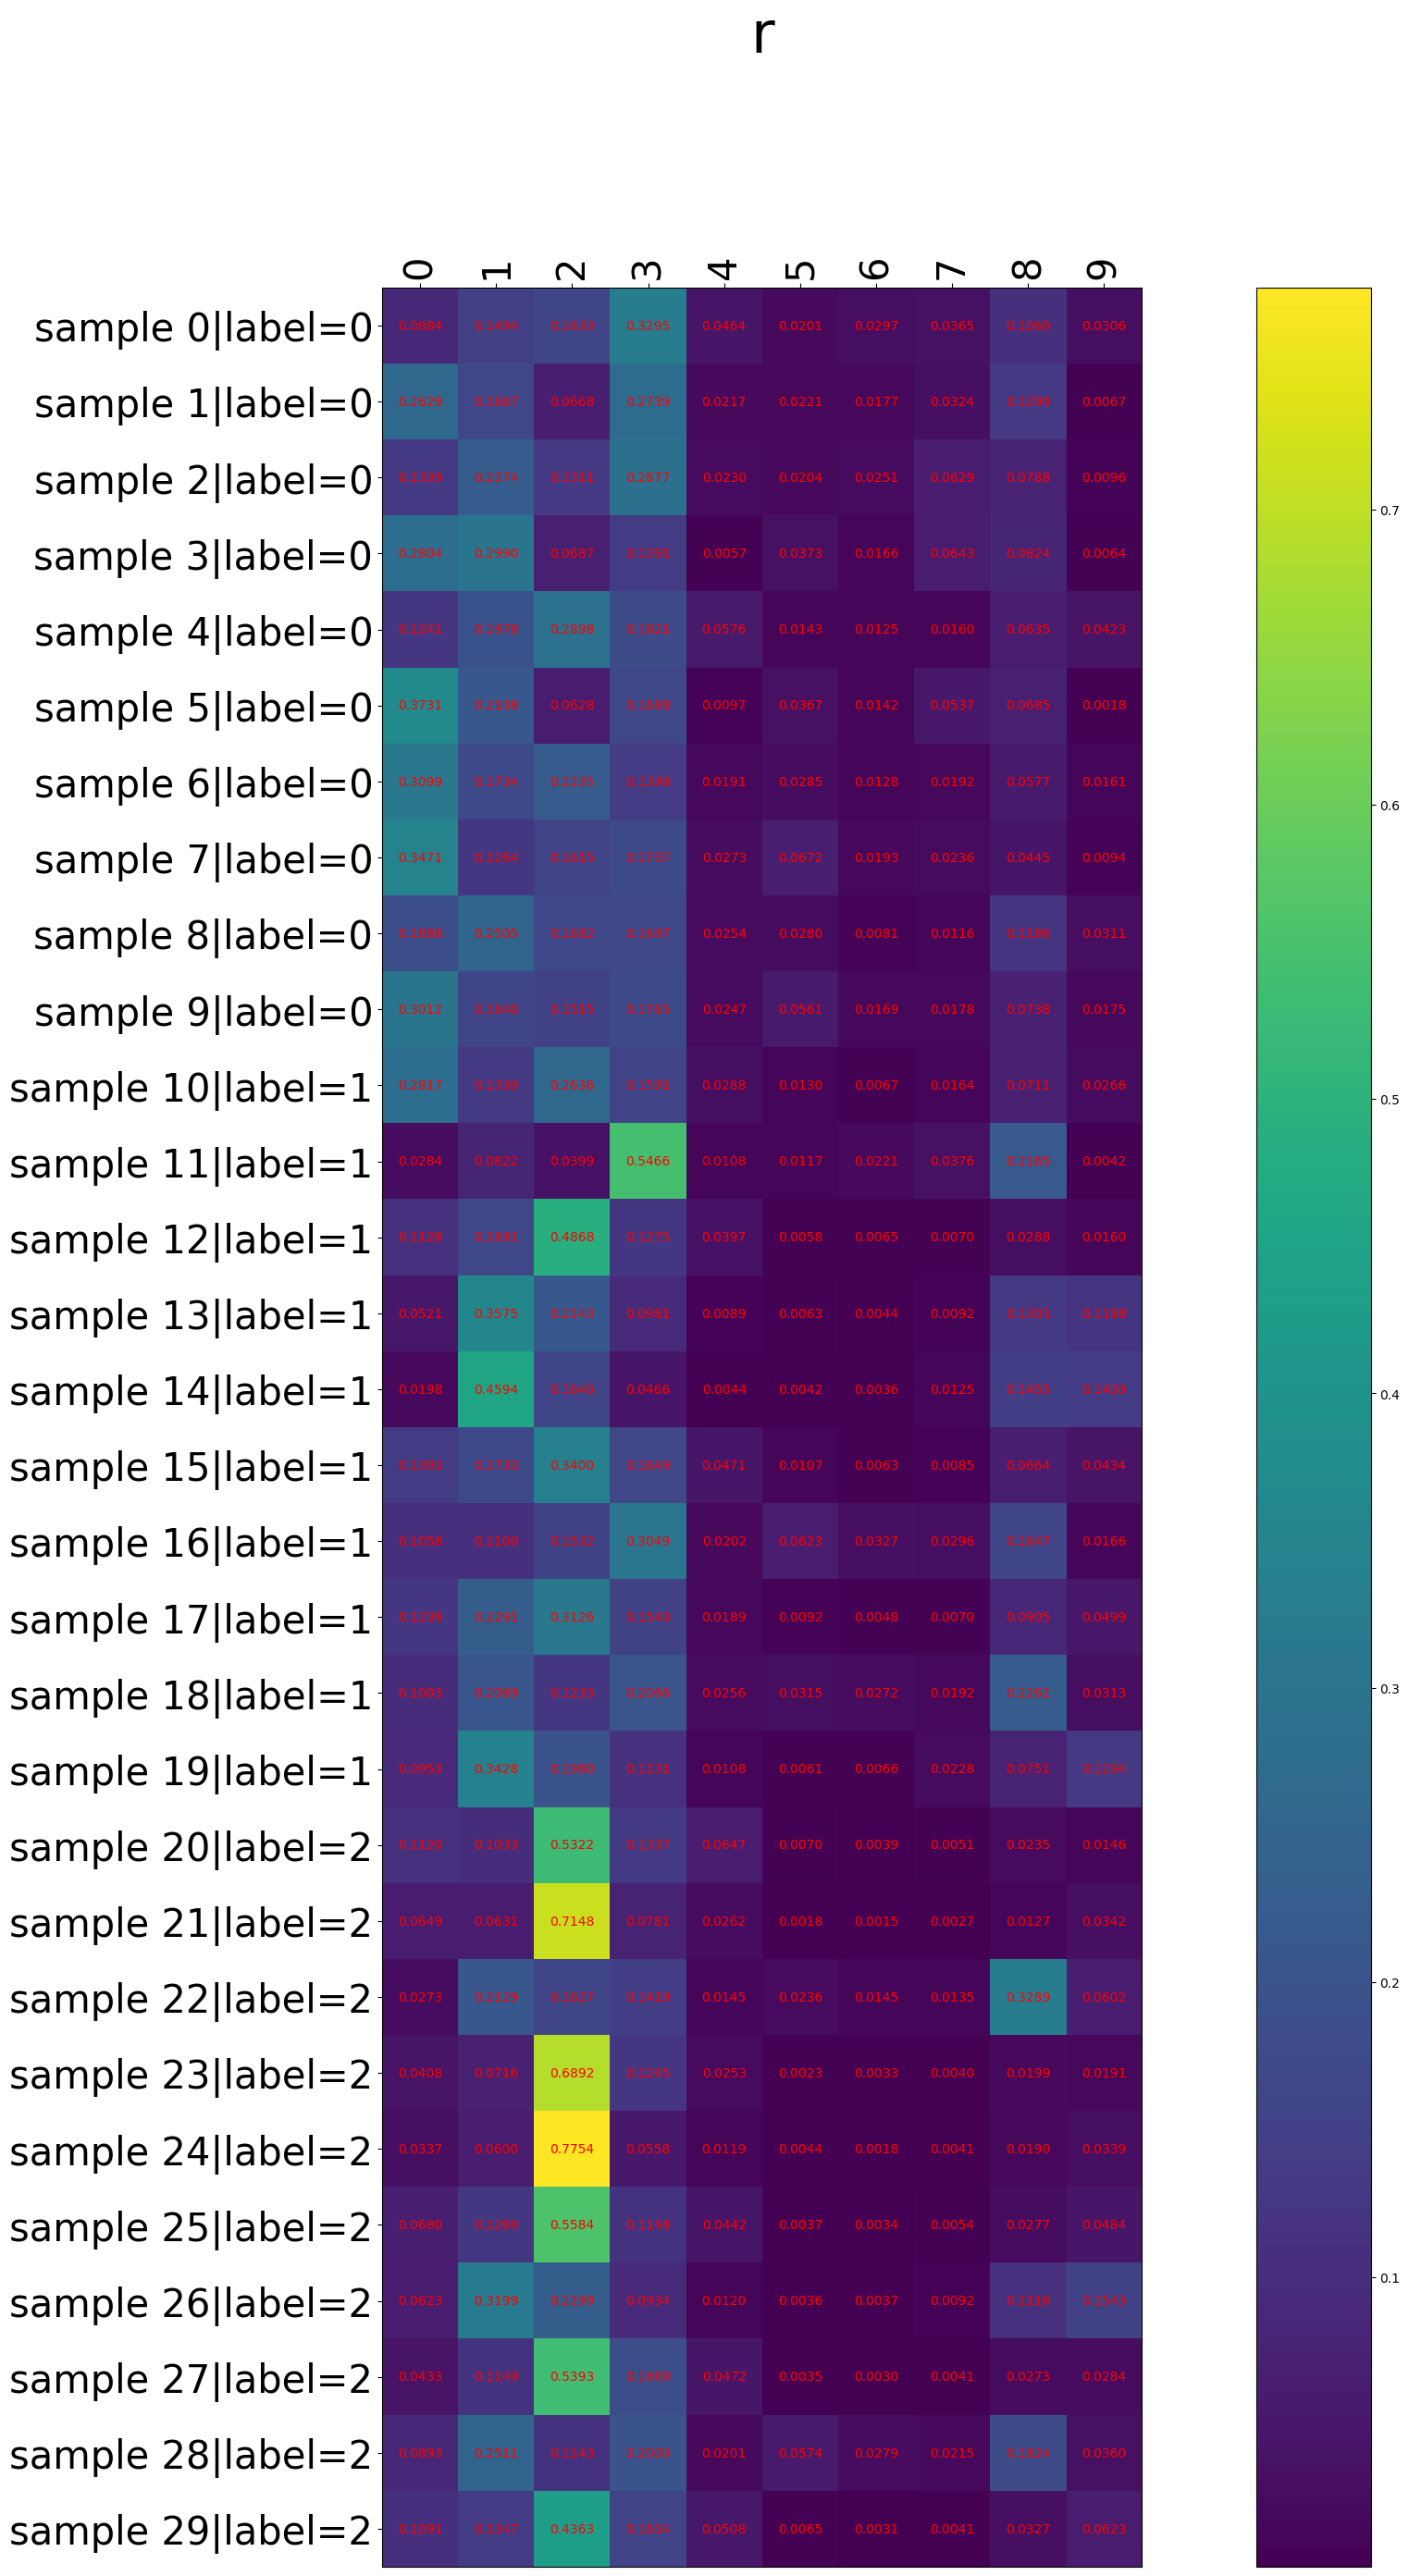 r
0 1 2 3 4 5 6 7 8 9
sample 0|label=0 0.0884 0.1494 0.1633 0.3295 0.0464 0.0201 0.0297 0.0365 0.1060 0.0306
sample 1|label=0 0.2629 0.1667 0.0668 0.2739 0.0217 0.0221 0.0177 0.0324 0.1290 0.0067
sample 2|label=0 0.1339 0.2274 0.1311 0.2877 0.0230 0.0204 0.0251 0.0629 0.0788 0.0096
sample 3|label=0 0.2804 0.2990 0.0687 0.1391 0.0057 0.0373 0.0166 0.0643 0.0824 0.0064
sample 4|label=0 0.1241 0.1978 0.2898 0.1821 0.0576 0.0143 0.0125 0.0160 0.0635 0.0423
sample 5|label=0 0.3731 0.2108 0.0628 0.1688 0.0097 0.0367 0.0142 0.0537 0.0685 0.0018
sample 6|label=0 0.3099 0.1734 0.2235 0.1398 0.0191 0.0285 0.0128 0.0192 0.0577 0.0161
sample 7|label=0 0.3471 0.1264 0.1615 0.1737 0.0273 0.0672 0.0193 0.0236 0.0445 0.0094
sample 8|label=0 0.1888 0.2505 0.1682 0.1697 0.0254 0.0280 0.0081 0.0116 0.1186 0.0311
sample 9|label=0 0.3012 0.1640 0.1515 0.1765 0.0247 0.0561 0.0169 0.0178 0.0738 0.0175
sample 10|label=1 0.2817 0.1330 0.2636 0.1591 0.0288 0.0130 0.0067 0.0164 0.0711 0.0266
sample 11|label=1 0.0284 0.0822 0.0399 0.5466 0.0108 0.0117 0.0221 0.0376 0.2165 0.0042
sample 12|label=1 0.1128 0.1691 0.4868 0.1275 0.0397 0.0058 0.0065 0.0070 0.0288 0.0160
sample 13|label=1 0.0521 0.3575 0.2143 0.0981 0.0089 0.0063 0.0044 0.0092 0.1303 0.1188
sample 14|label=1 0.0198 0.4594 0.1640 0.0466 0.0044 0.0042 0.0036 0.0125 0.1455 0.1400
sample 15|label=1 0.1393 0.1733 0.3400 0.1649 0.0471 0.0107 0.0063 0.0085 0.0664 0.0434
sample 16|label=1 0.1058 0.1100 0.1532 0.3049 0.0202 0.0623 0.0327 0.0296 0.1647 0.0166
sample 17|label=1 0.1239 0.2291 0.3126 0.1540 0.0189 0.0092 0.0048 0.0070 0.0905 0.0499
sample 18|label=1 0.1003 0.2089 0.1233 0.2066 0.0256 0.0315 0.0272 0.0192 0.2262 0.0313
sample 19|label=1 0.0953 0.3428 0.1980 0.1131 0.0108 0.0061 0.0066 0.0228 0.0751 0.1294
sample 20|label=2 0.1120 0.1033 0.5322 0.1337 0.0647 0.0070 0.0039 0.0051 0.0235 0.0146
sample 21|label=2 0.0649 0.0631 0.7148 0.0781 0.0262 0.0018 0.0015 0.0027 0.0127 0.0342
sample 22|label=2 0.0273 0.2129 0.1627 0.1419 0.0145 0.0236 0.0145 0.0135 0.3289 0.0602
sample 23|label=2 0.0408 0.0716 0.6892 0.1245 0.0253 0.0023 0.0033 0.0040 0.0199 0.0191
sample 24|label=2 0.0337 0.0600 0.7754 0.0558 0.0119 0.0044 0.0018 0.0041 0.0190 0.0339
sample 25|label=2 0.0680 0.1260 0.5584 0.1148 0.0442 0.0037 0.0034 0.0054 0.0277 0.0484
sample 26|label=2 0.0623 0.3199 0.2299 0.0934 0.0120 0.0036 0.0037 0.0092 0.1116 0.1543
sample 27|label=2 0.0433 0.1149 0.5393 0.1889 0.0472 0.0035 0.0030 0.0041 0.0273 0.0284
sample 28|label=2 0.0893 0.2511 0.1143 0.2000 0.0201 0.0574 0.0279 0.0215 0.1824 0.0360
sample 29|label=2 0.1091 0.1347 0.4363 0.1604 0.0508 0.0065 0.0031 0.0041 0.0327 0.0623
0.7
0.6
0.5
0.4
0.3
0.2
0.1